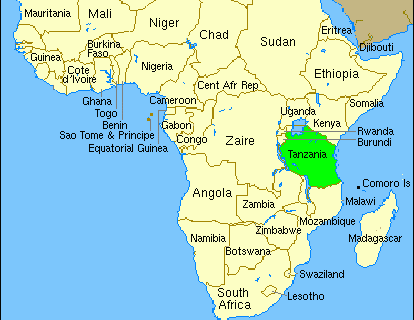 Mauritania
Mali
Niger
Chad
Sudan
Eritrea
Djibouti
Guinea
Burkina
Faso
Cote
d'Ivoire
Nigeria
Ethiopia
Cent Afr Rep
Somalia
Ghana
Togo
Benin
Sao Tome & Principe
Equatorial Guinea
Cameroon
Gabon
Congo
Zaire
Uganda
Kenya
Rwanda
Burundi
Tanzania
Comoro Is
Angola
Zambia
Malawi
Mozambique
Zimbabwe
Madagascar
Namibia
Botswana
Swaziland
South
Africa
Lesotho